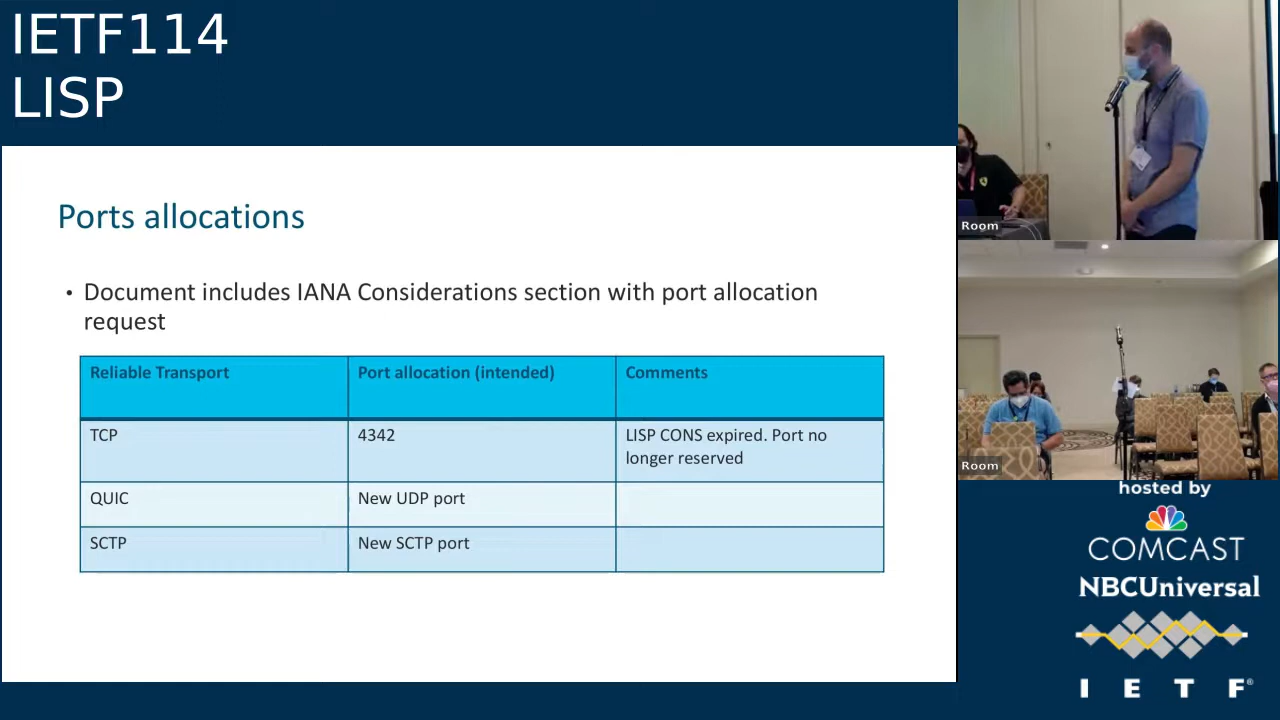 IETF114
LISP
Ports allocations
• Document includes IANA Considerations section with port allocation
request
Reliable Transport
Port allocation (intended)
Comments
TCP
4342
LISP CONS expired. Port no
longer reserved
QUIC
New UDP port
SCTP
New SCTP port
Room
Room
hosted by
COMCAST
NBCUniversal
I E T F®